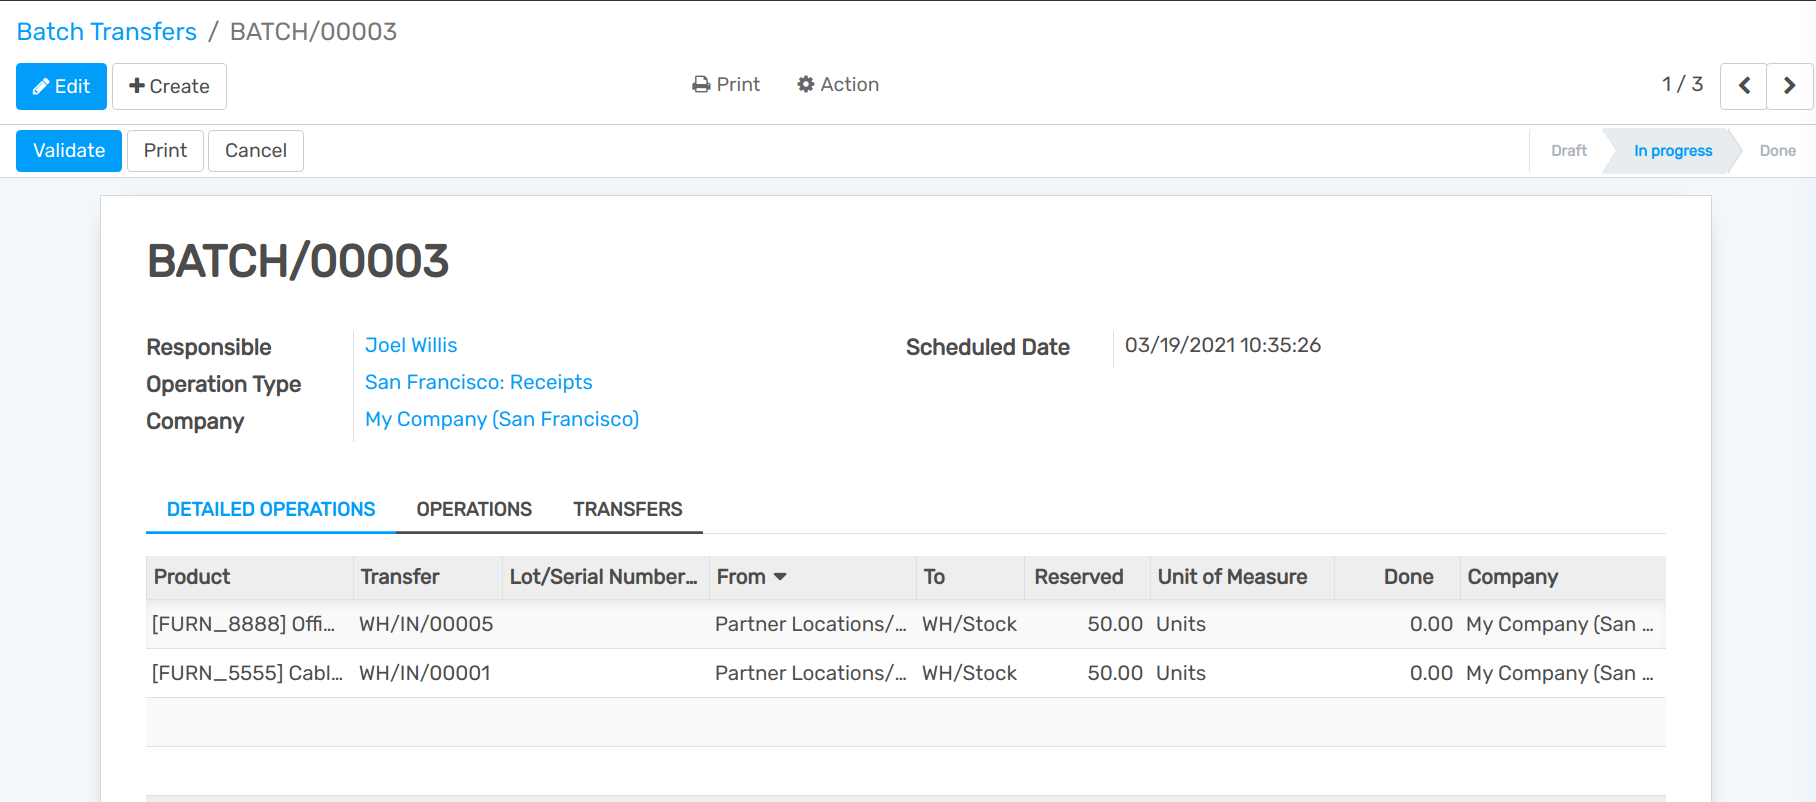 Batch Transfers / BATCH/00003
Edit Create Print Action 1 / 3
Validate Print Cancel Draft In progress Done
BATCH/00003
Responsible Joel Willis Scheduled Date 03/19/2021 10:35:26
Operation Type San Francisco: Receipts
Company My Company (San Francisco)
DETAILED OPERATIONS OPERATIONS TRANSFERS
Product Transfer Lot/Serial Number... From To Reserved Unit of Measure Done Company
[FURN_8888] Offi... WH/IN/00005 Partner Locations/... WH/Stock 50.00 Units 0.00 My Company (San ...
[FURN_5555] Cabl... WH/IN/00001 Partner Locations/... WH/Stock 50.00 Units 0.00 My Company (San ...